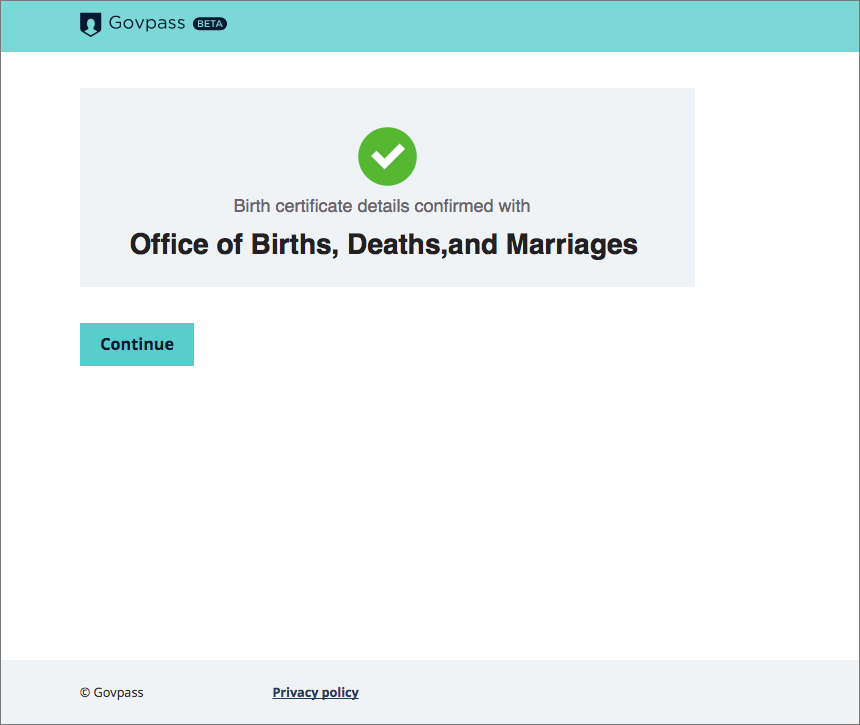 Govpass BETA
Birth certificate details confirmed with
Office of Births, Deaths,and Marriages
Continue
© Govpass Privacy policy